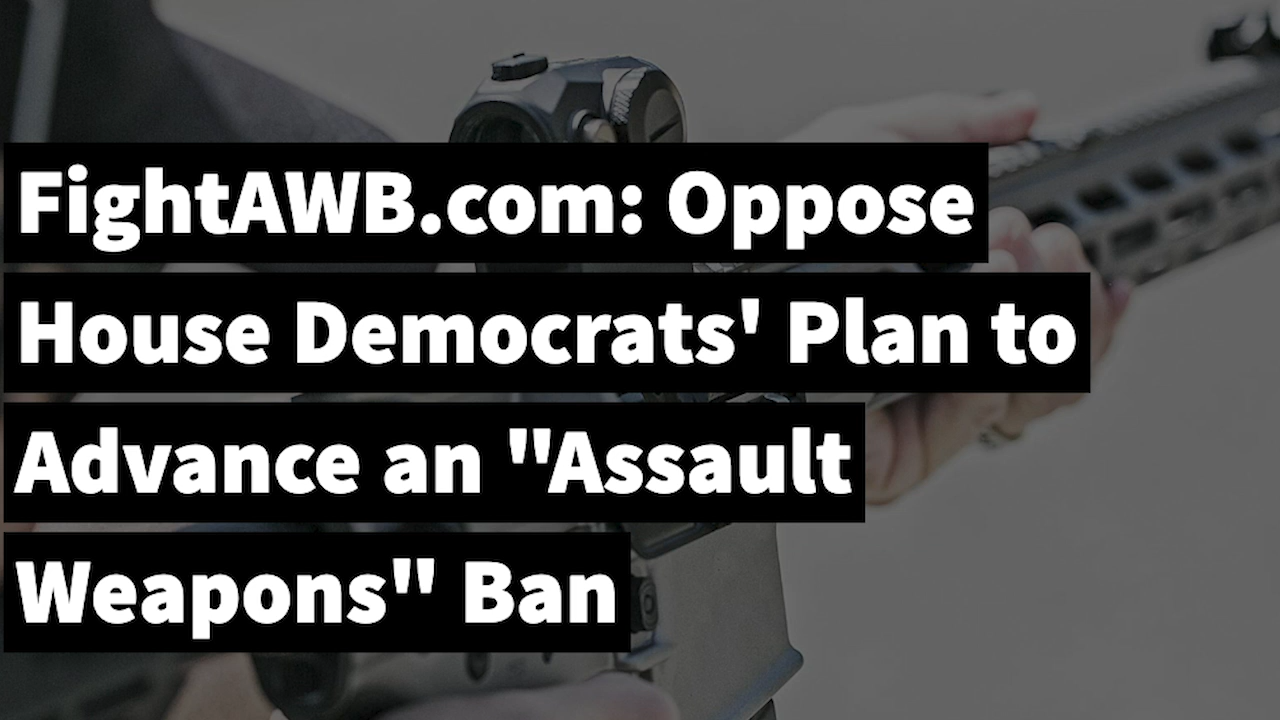 FightAWB.com: Oppose
House Democrats' Plan to
Advance an "Assault
Weapons" Ban